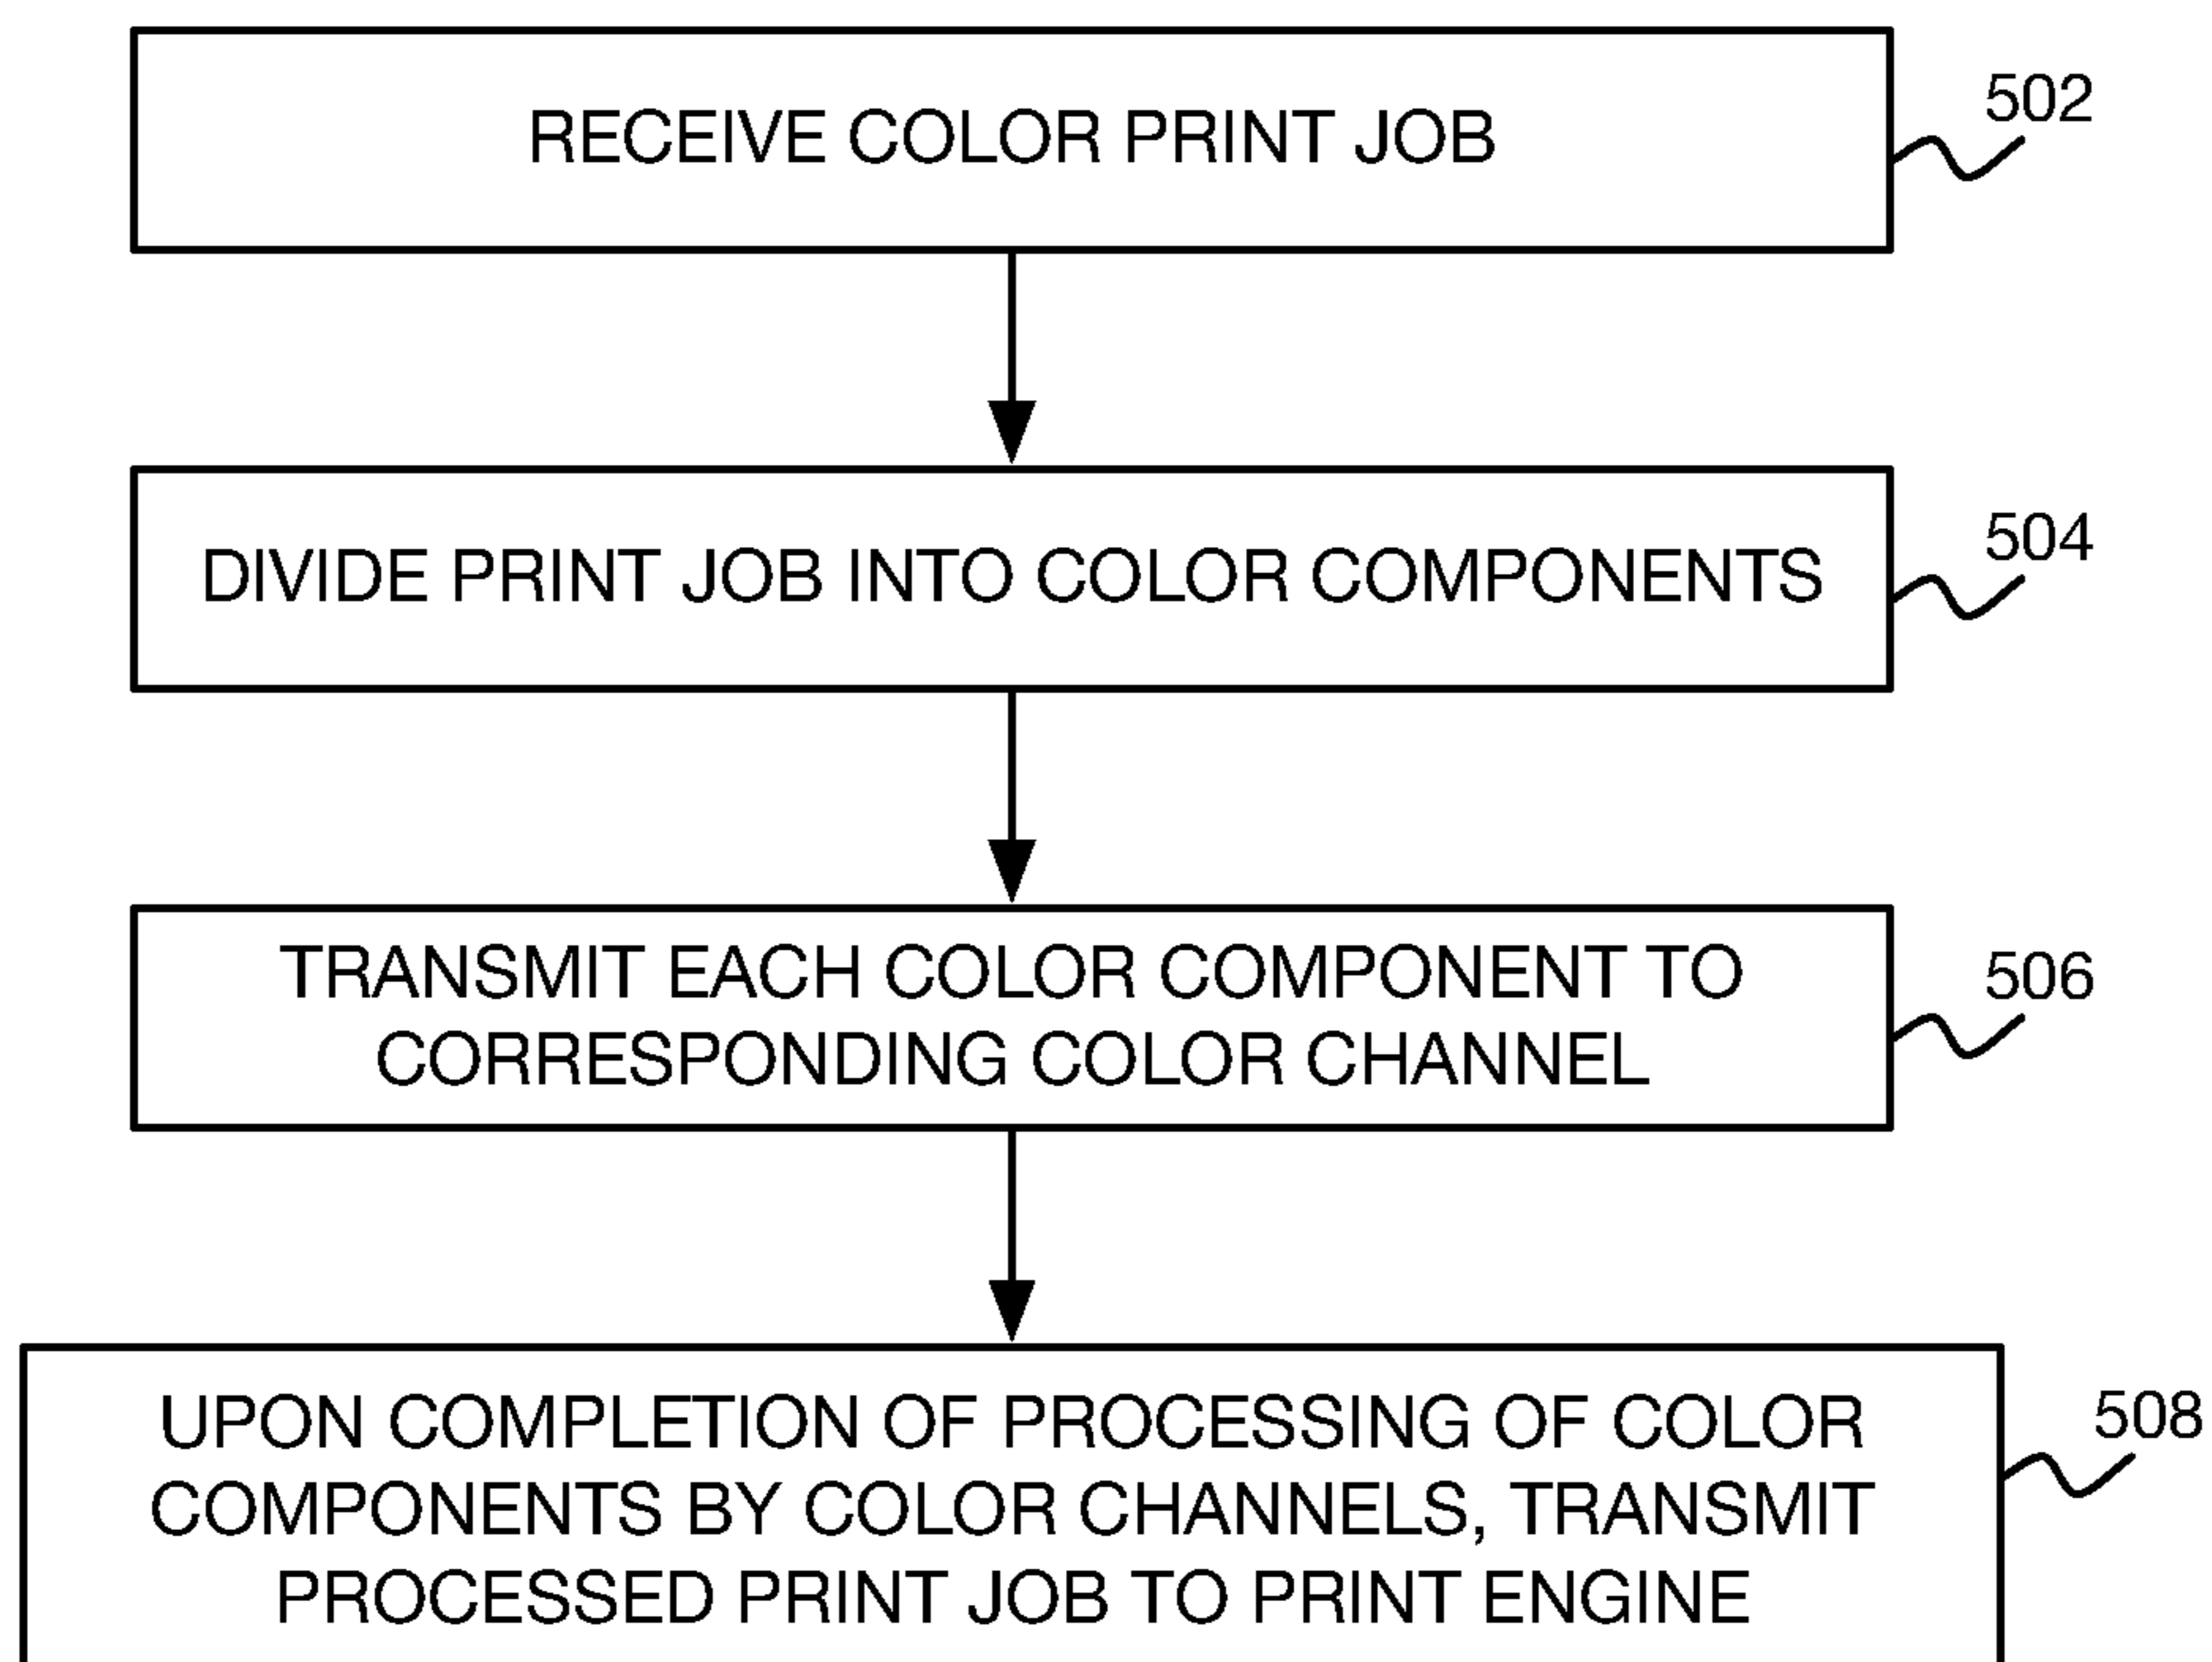 RECEIVE COLOR PRINT JOB
502
DIVIDE PRINT JOB INTO COLOR COMPONENTS
504
TRANSMIT EACH COLOR COMPONENT TO
CORRESPONDING COLOR CHANNEL
506
UPON COMPLETION OF PROCESSING OF COLOR
COMPONENTS BY COLOR CHANNELS, TRANSMIT
PROCESSED PRINT JOB TO PRINT ENGINE
508